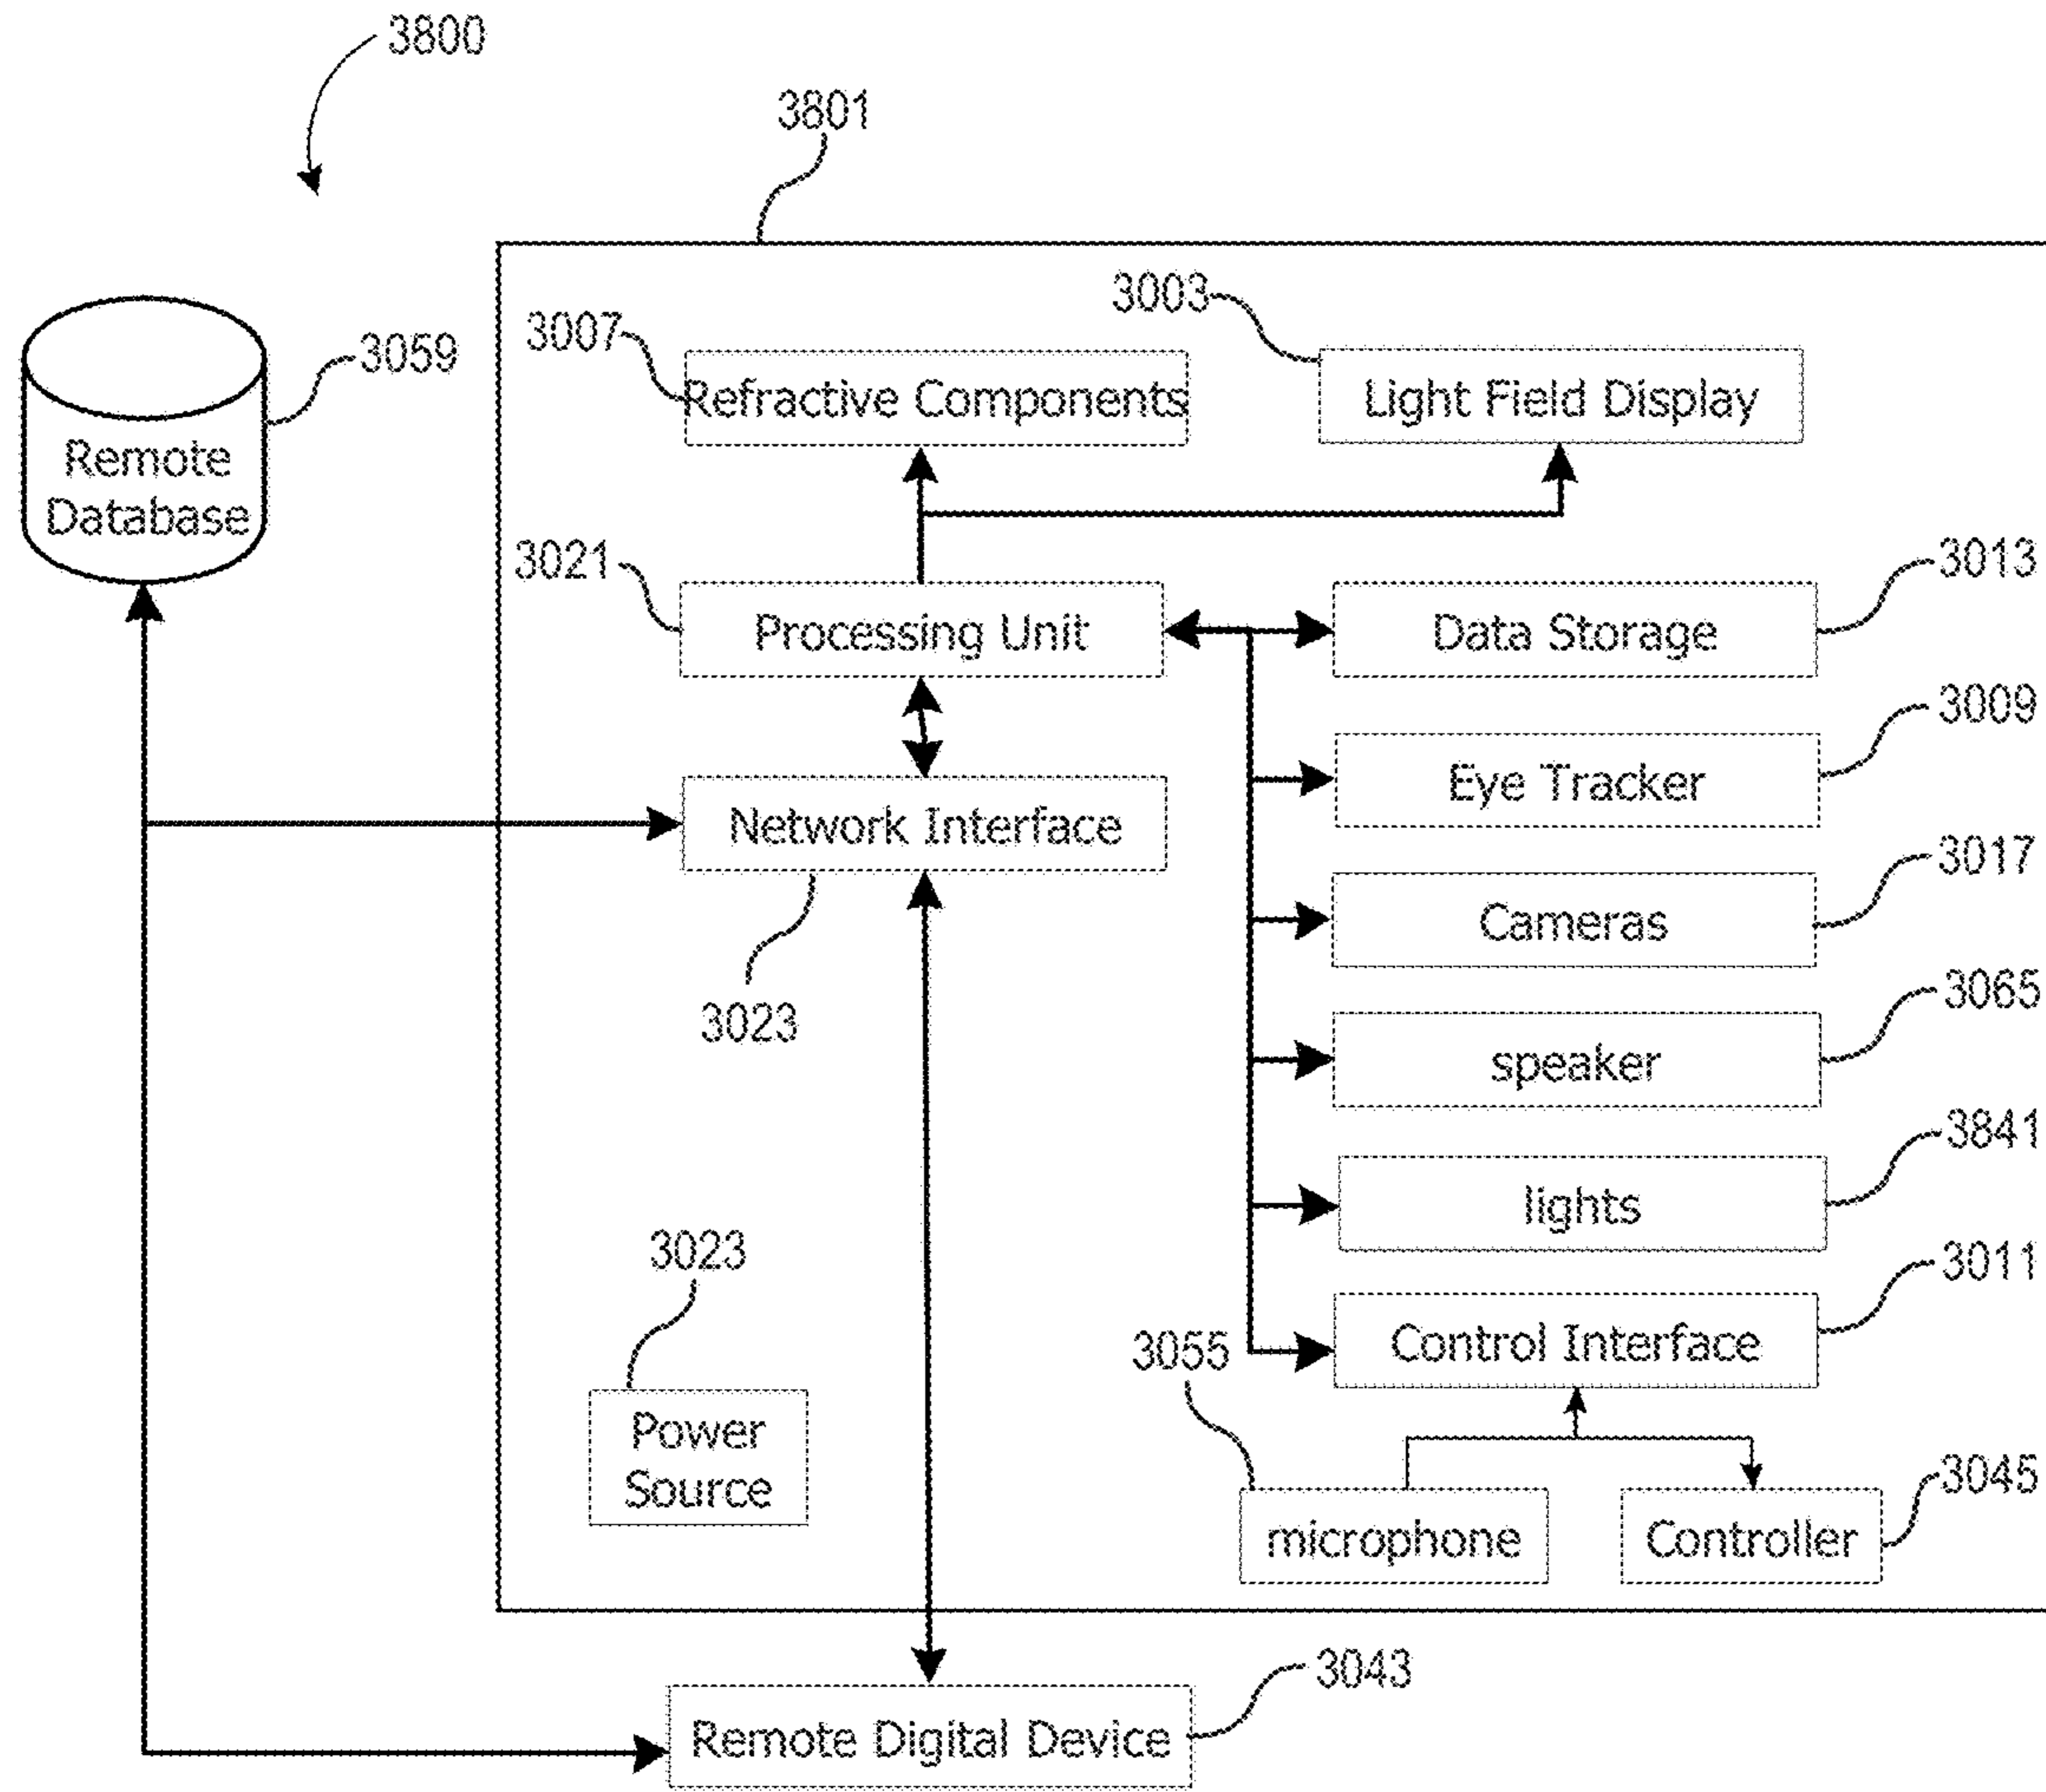 3800
3801
3003
3007
3059
Refractive Components
Light Field Display
Remote
Database
3021
3013
Processing Unit
Data Storage
3009
Eye Tracker
Network Interface
3017
Cameras
3023
3065
speaker
3841
lights
3023
3011
Control Interface
3055
Power
Source
3045
microphone
Controller
3043
Remote Digital Device